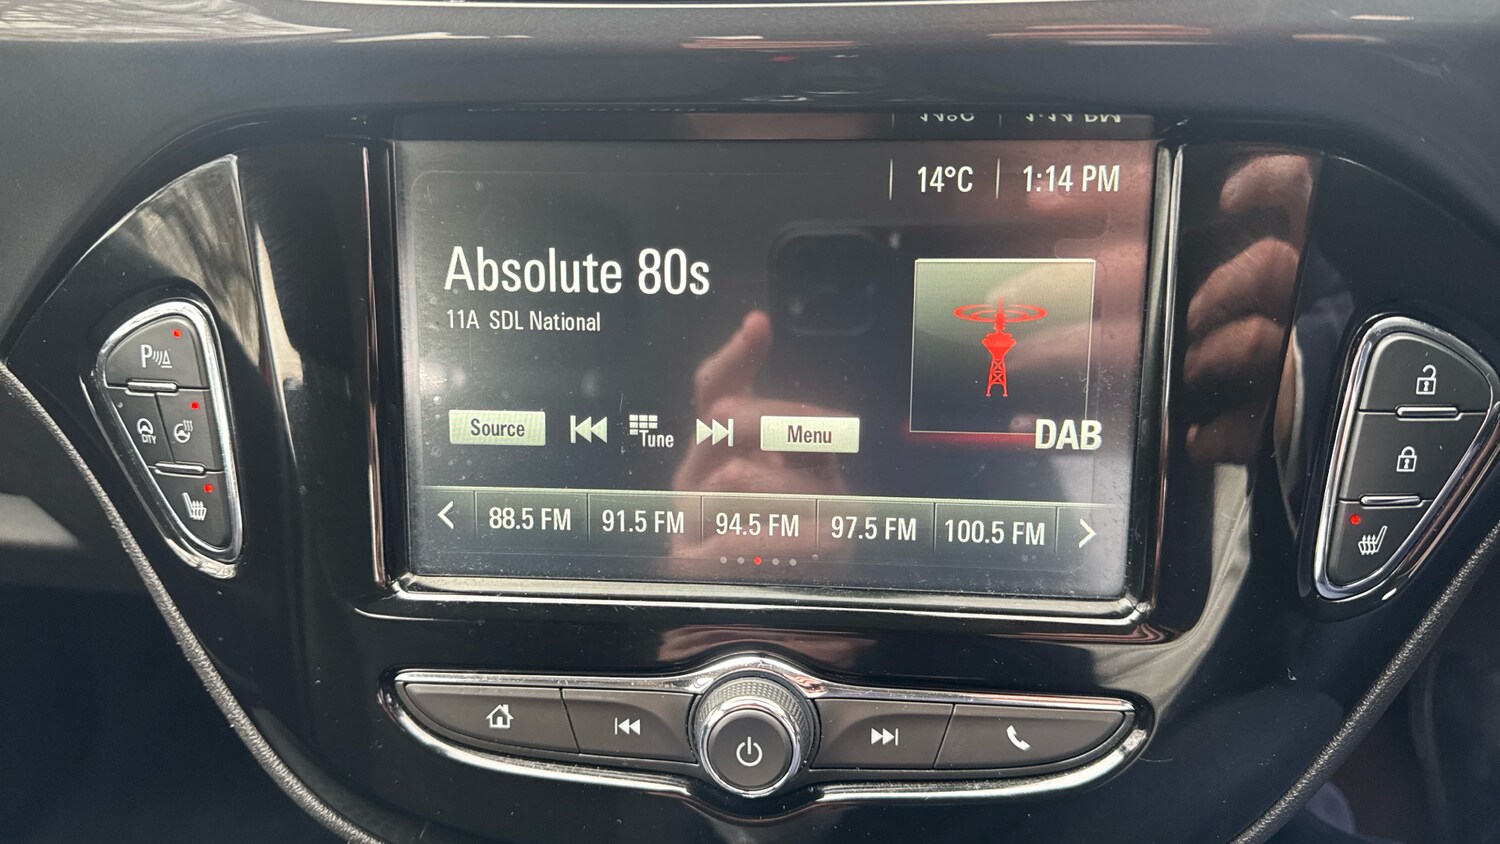 14°C 1:14 PM
Absolute 80s
11A SDL National
Source Tune Menu
DAB
88.5 FM 91.5 FM 94.5 FM 97.5 FM 100.5 FM
P
CITY